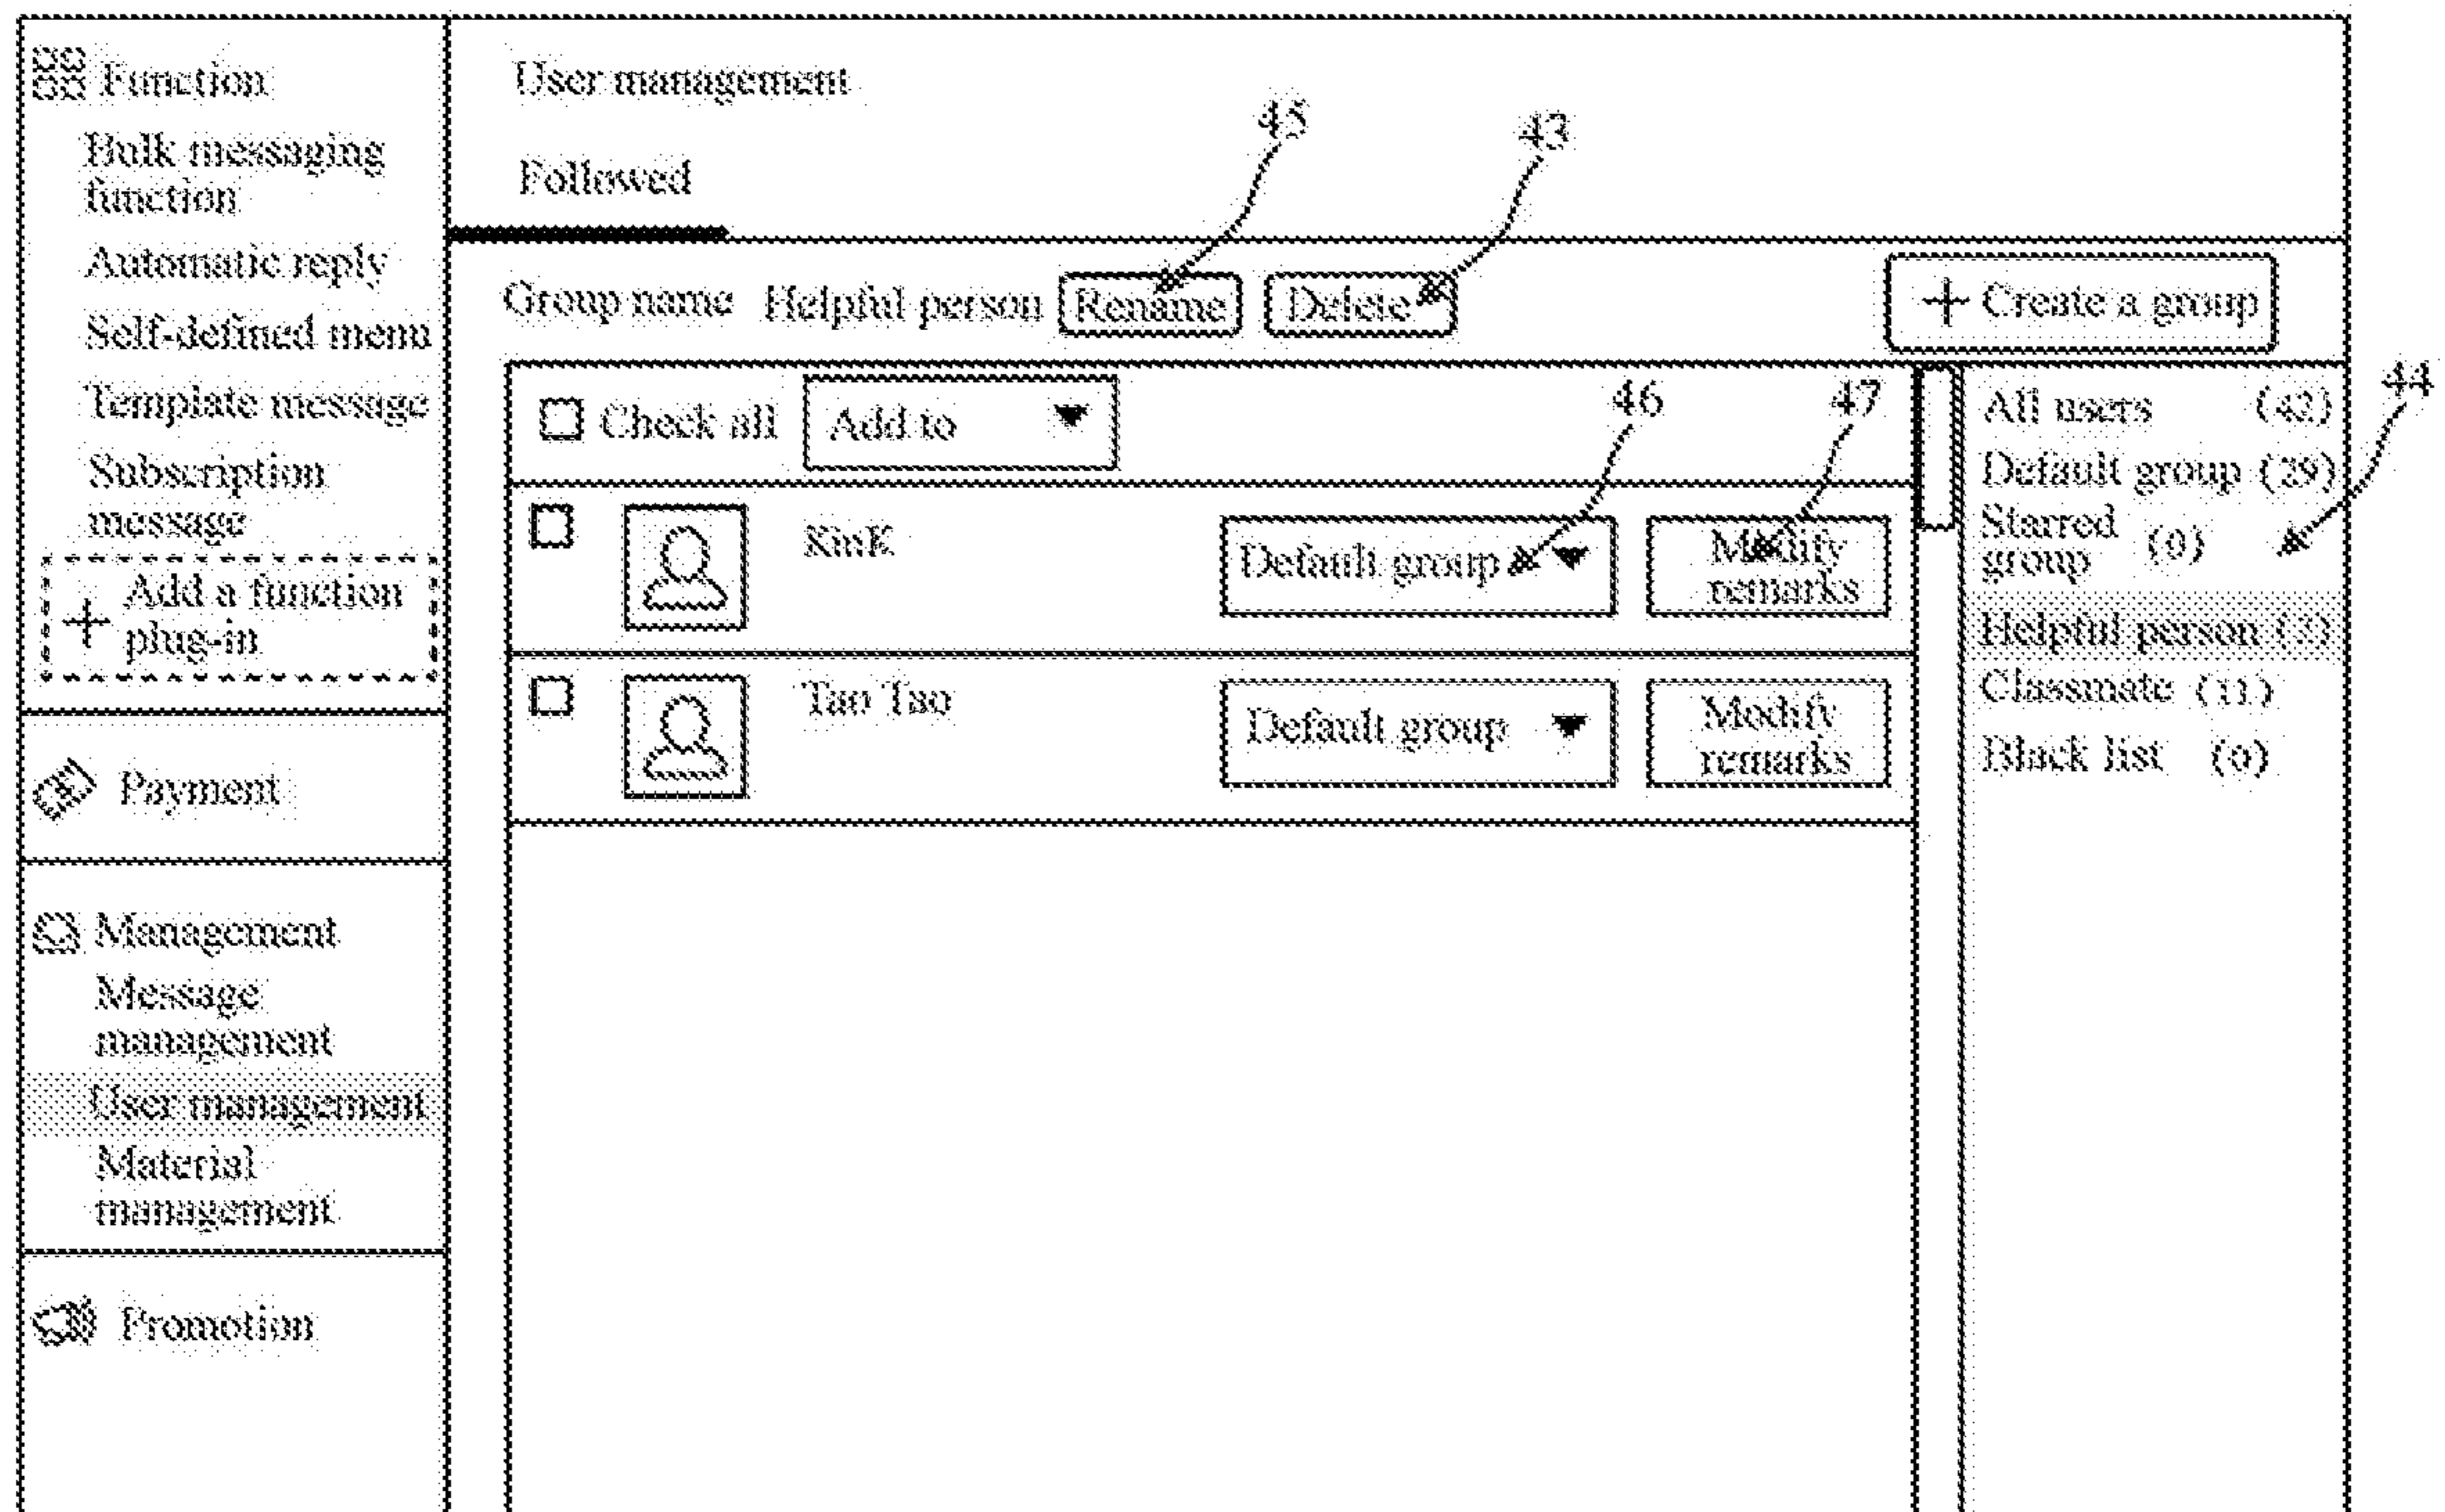 Function
Bulk messaging
function
Automatic reply
Self-defined menu
Template message
Subscription
message
+ Add a function
plug-in
Payment
Management
Message
management
User management
Material
management
Promotion
User management
45
43
Followed
Group name Helpful person Rename Delete
+ Create a group
Check all Add to
46
47
44
KinK
Default group
Modify
remarks
Tao Tao
Default group
Modify
remarks
All users (42)
Default group (29)
Starred
group (0)
Helpful person
Classmate (11)
Black list (0)